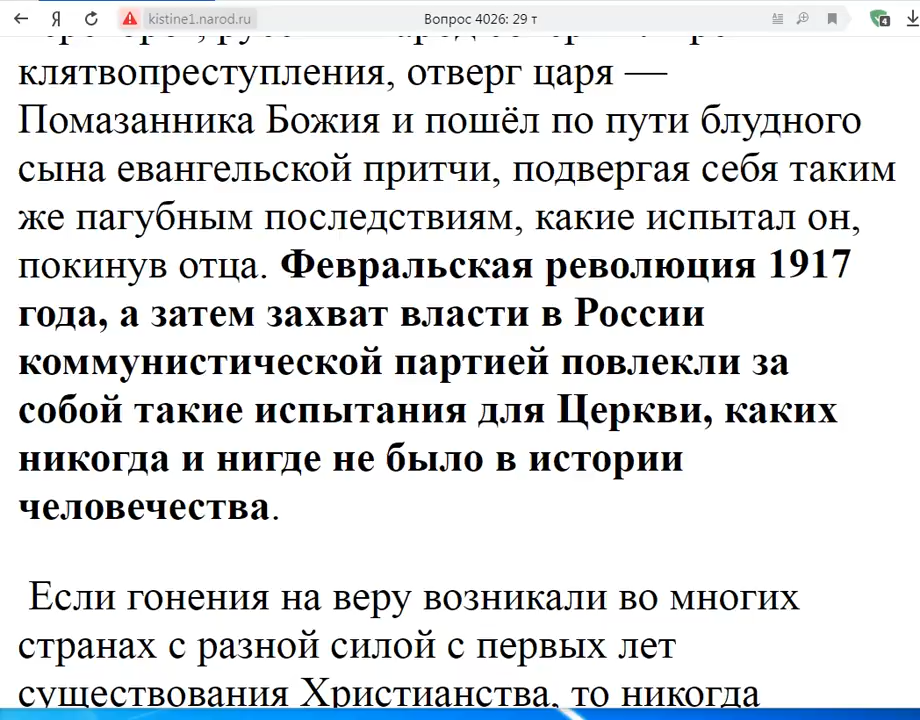 Я kistine1.narod.ru Вопрос 4026: 29 т 4
клятвопреступления, отверг царя —
Помазанника Божия и пошёл по пути блудного
сына евангельской притчи, подвергая себя таким
же пагубным последствиям, какие испытал он,
покинув отца. Февральская революция 1917
года, а затем захват власти в России
коммунистической партией повлекли за
собой такие испытания для Церкви, каких
никогда и нигде не было в истории
человечества.
Если гонения на веру возникали во многих
странах с разной силой с первых лет
существования Христианства, то никогда